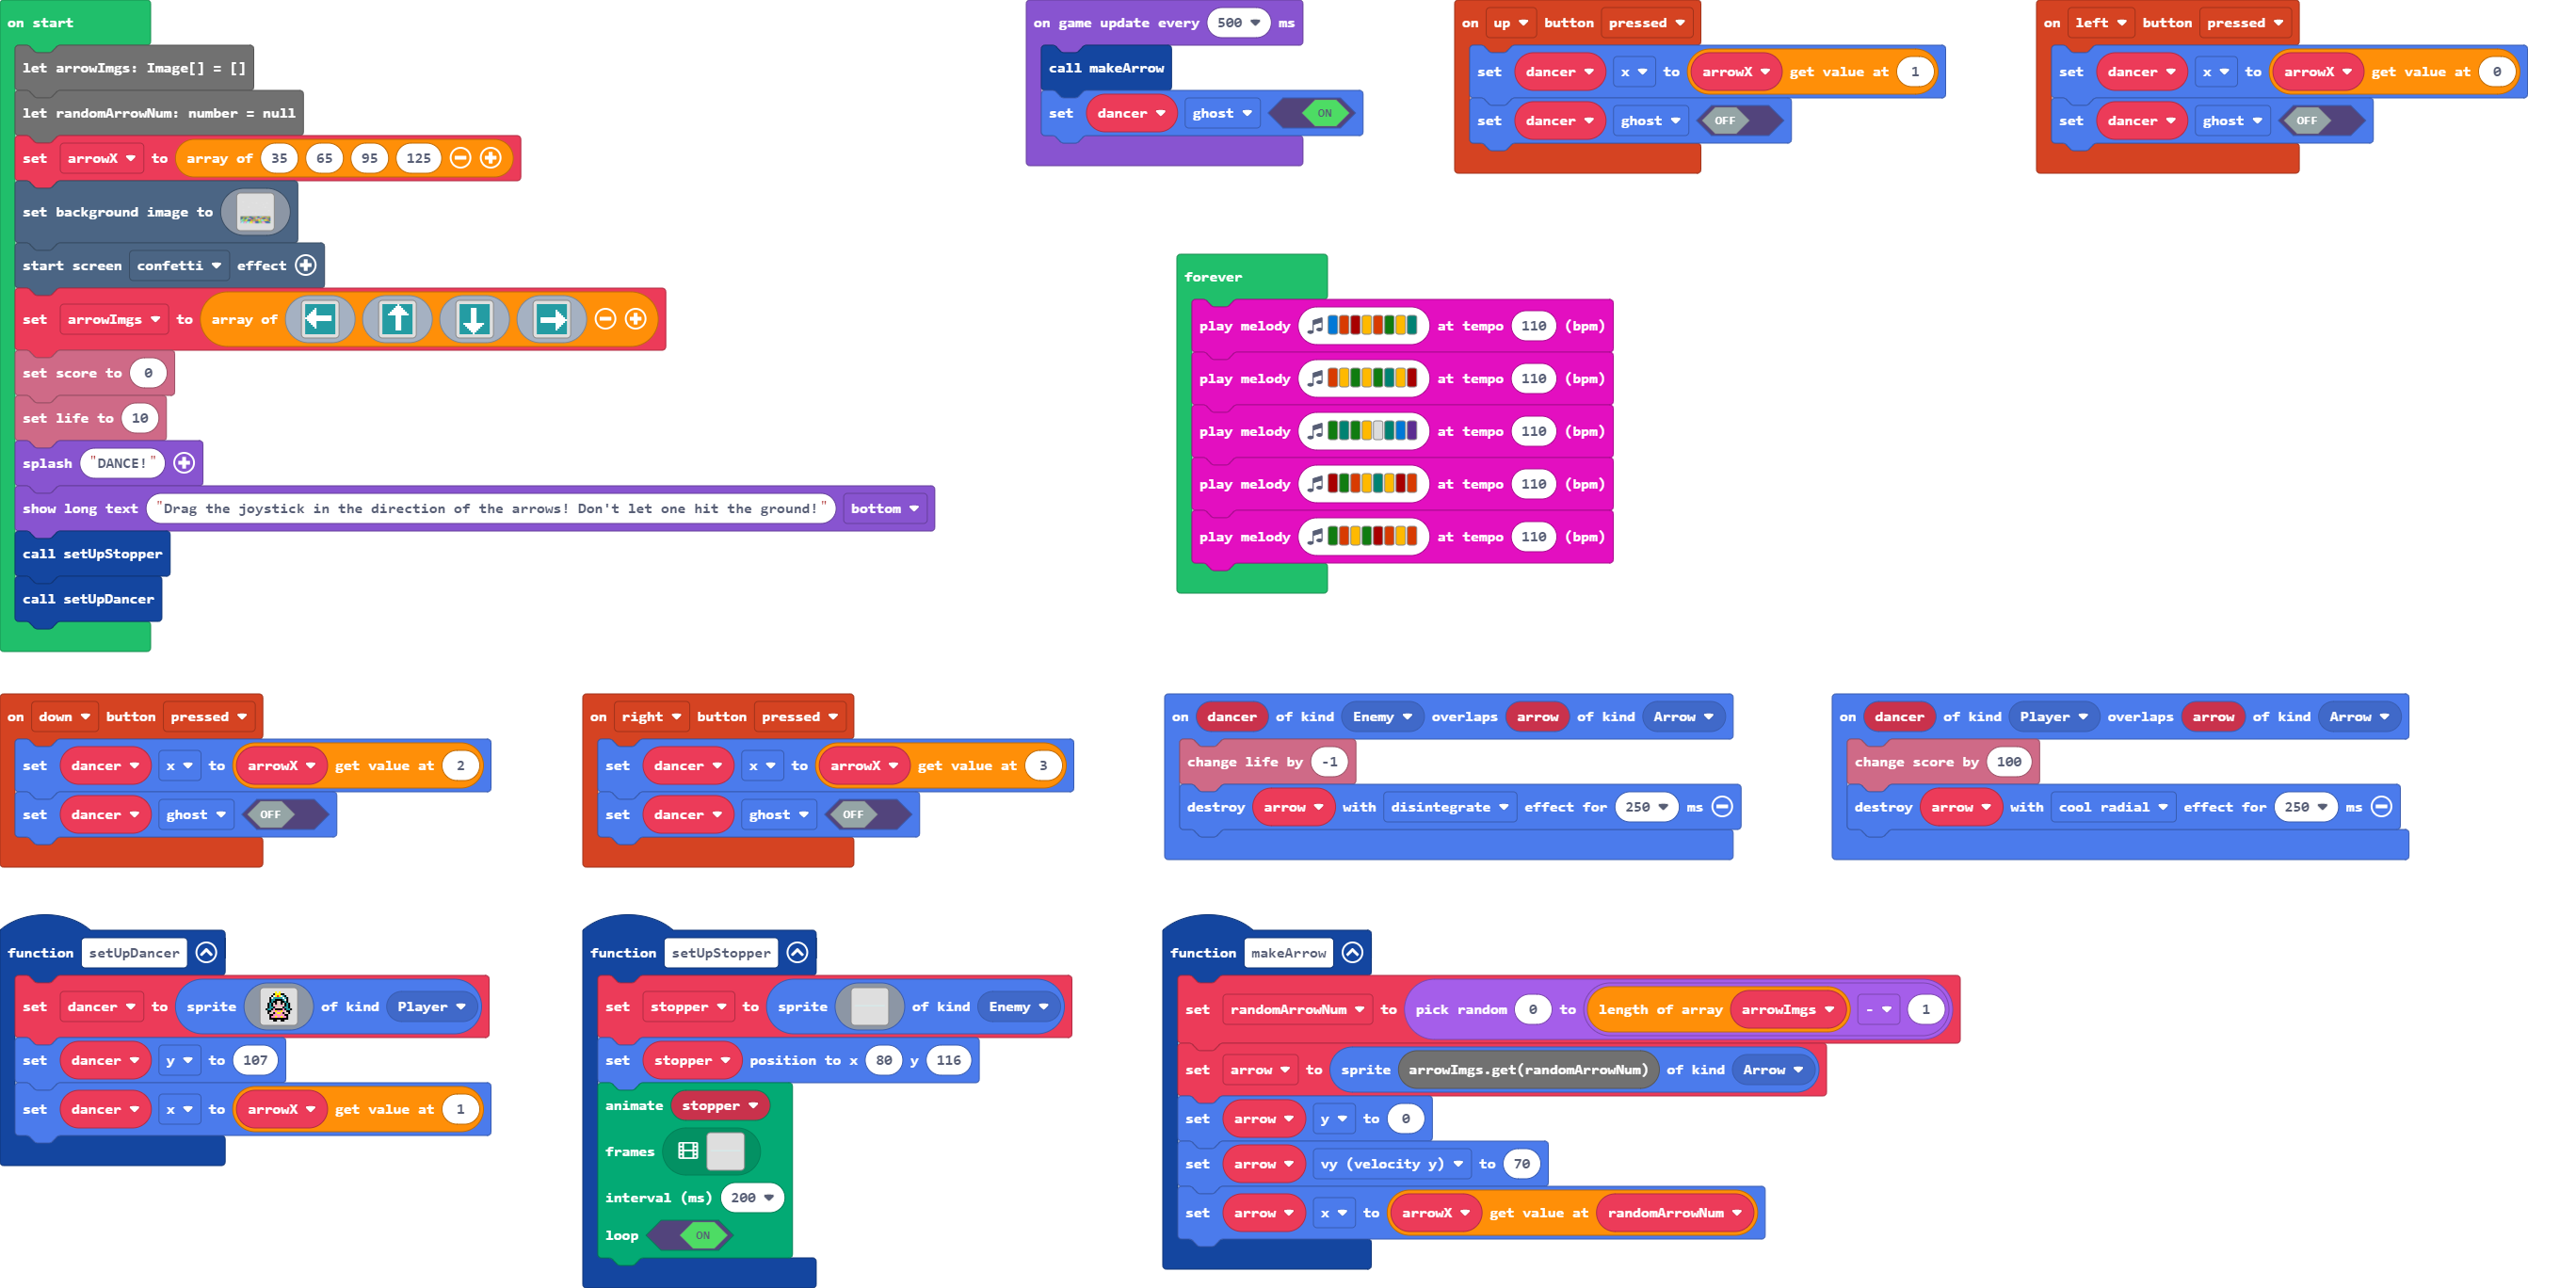 on start
let arrowImgs: Image[] = []
let randomArrowNum: number = null
set arrowX to array of 35 65 95 125
set background image to
start screen confetti effect
set arrowImgs to array of
set score to 0
set life to 10
splash "DANCE!"
show long text "Drag the joystick in the direction of the arrows! Don't let one hit the ground!" bottom
call setUpStopper
call setUpDancer
on game update every 500 ms
call makeArrow
set dancer ghost ON
on up button pressed
set dancer x to arrowX get value at 1
set dancer ghost OFF
on left button pressed
set dancer x to arrowX get value at 0
set dancer ghost OFF
forever
play melody at tempo 110 (bpm)
play melody at tempo 110 (bpm)
play melody at tempo 110 (bpm)
play melody at tempo 110 (bpm)
play melody at tempo 110 (bpm)
on down button pressed
set dancer x to arrowX get value at 2
set dancer ghost OFF
on right button pressed
set dancer x to arrowX get value at 3
set dancer ghost OFF
on dancer of kind Enemy overlaps arrow of kind Arrow
change life by -1
destroy arrow with disintegrate effect for 250 ms
on dancer of kind Player overlaps arrow of kind Arrow
change score by 100
destroy arrow with cool radial effect for 250 ms
function setUpDancer
set dancer to sprite of kind Player
set dancer y to 107
set dancer x to arrowX get value at 1
function setUpStopper
set stopper to sprite of kind Enemy
set stopper position to x 80 y 116
animate stopper
frames
interval (ms) 200
loop ON
function makeArrow
set randomArrowNum to pick random 0 to length of array arrowImgs - 1
set arrow to sprite arrowImgs.get(randomArrowNum) of kind Arrow
set arrow y to 0
set arrow vy (velocity y) to 70
set arrow x to arrowX get value at randomArrowNum